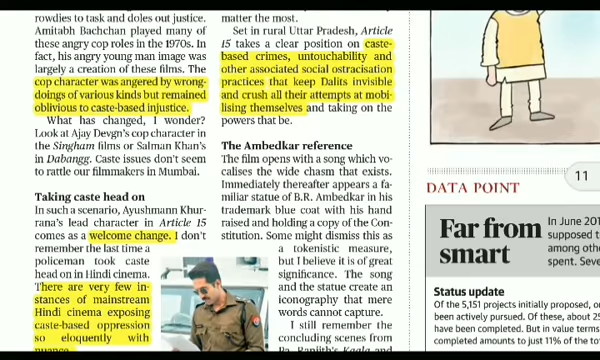 rowdies to task and doles out justice.
Amitabh Bachchan played many of
these angry cop roles in the 1970s. In
fact, his angry young man image was
largely a creation of these films. The
cop character was angered by wrong-
doings of various kinds but remained
oblivious to caste-based injustice.
What has changed, I wonder?
Look at Ajay Devgn's cop character in
the Singham films or Salman Khan's
in Dabangg. Caste issues don't seem
to rattle our filmmakers in Mumbai.
Taking caste head on
In such a scenario, Ayushmann Khur-
rana's lead character in Article 15
comes as a welcome change. I don't
remember the last time a
policeman took caste
head on in Hindi cinema.
There are very few in-
stances of mainstream
Hindi cinema exposing
caste-based oppression
so eloquently with
nuance.
matter the most.
Set in rural Uttar Pradesh, Article
15 takes a clear position on caste-
based crimes, untouchability and
other associated social ostracisation
practices that keep Dalits invisible
and crush all their attempts at mobi-
lising themselves and taking on the
powers that be.
The Ambedkar reference
The film opens with a song which vo-
calises the wide chasm that exists.
Immediately thereafter appears a fa-
miliar statue of B.R. Ambedkar in his
trademark blue coat with his hand
raised and holding a copy of the Con-
stitution. Some might dismiss this as
a tokenistic measure,
but I believe it is of great
significance. The song
and the statue create an
iconography that mere
words cannot capture.
I still remember the
concluding scenes from
Pa. Ranjith's Kaala and
11
DATA POINT
Far from
smart
In June 201
supposed t
among othe
spent. Seve
Status update
Of the 5,151 projects initially proposed, o
been actively pursued. Of these, about 25
have been completed. But in value terms,
completed amounts to just 11% of the to